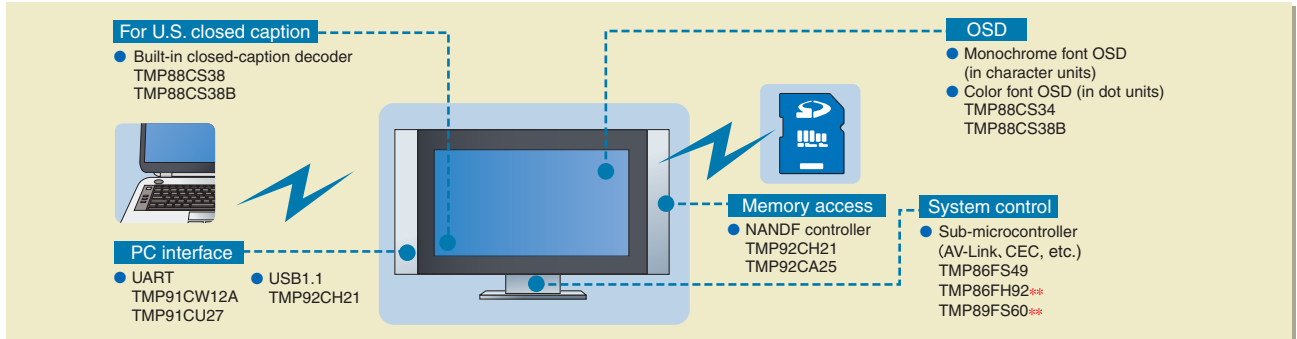 For U.S. closed caption
● Built-in closed-caption decoder
TMP88CS38
TMP88CS38B
OSD
● Monochrome font OSD
(in character units)
● Color font OSD (in dot units)
TMP88CS34
TMP88CS38B
PC interface
● UART
TMP91CW12A
TMP91CU27
● USB1.1
TMP92CH21
Memory access
● NANDF controller
TMP92CH21
TMP92CA25
System control
● Sub-microcontroller
(AV-Link、CEC, etc.)
TMP86FS49
TMP86FH92**
TMP89FS60**